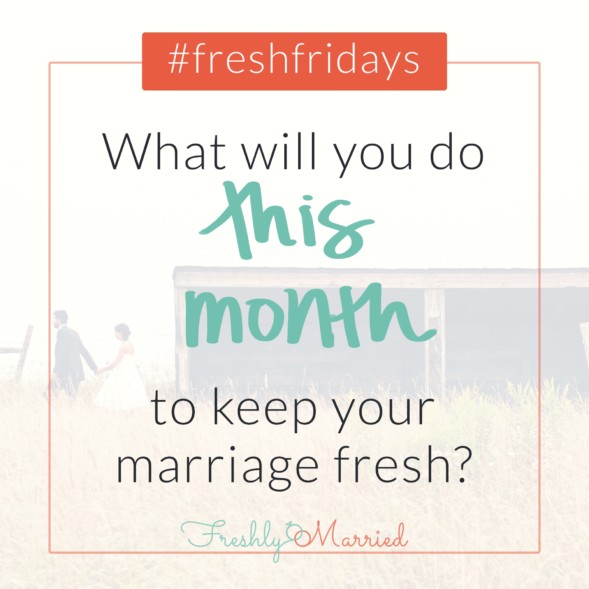 #freshfridays
What will you do
this
month
to keep your
marriage fresh?
Freshly Married